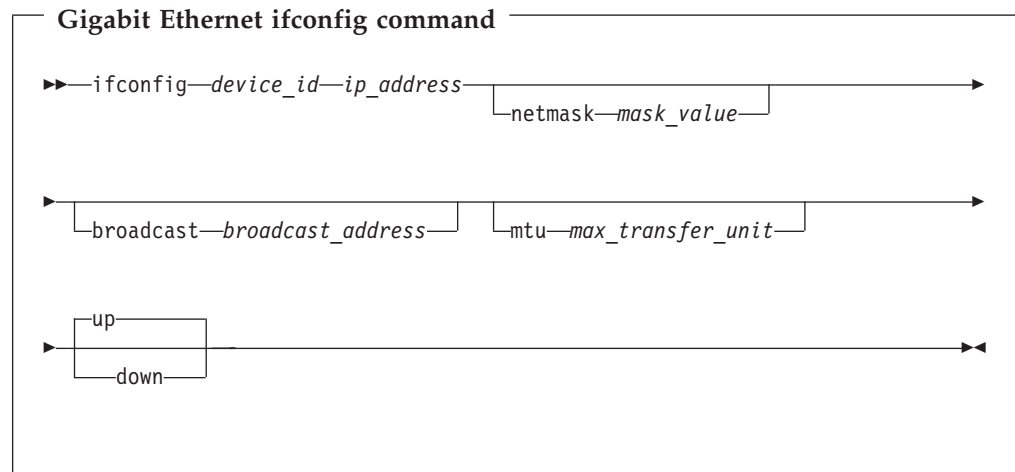 Gigabit Ethernet ifconfig command
ifconfig device_id ip_address
netmask mask_value
broadcast broadcast_address
mtu max_transfer_unit
up
down